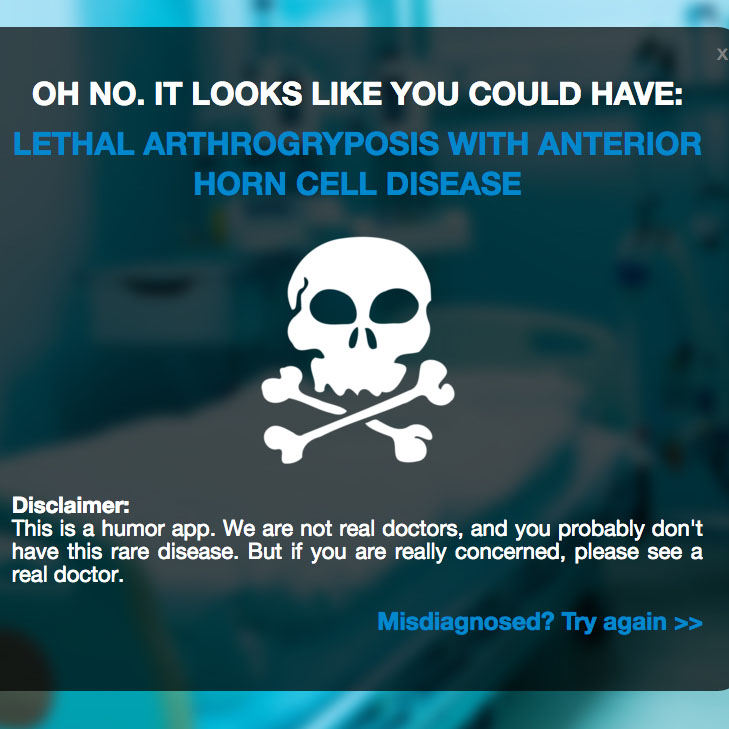 x
OH NO. IT LOOKS LIKE YOU COULD HAVE:
LETHAL ARTHROGRYPOSIS WITH ANTERIOR
HORN CELL DISEASE
Disclaimer:
This is a humor app. We are not real doctors, and you probably don't
have this rare disease. But if you are really concerned, please see a
real doctor.
Misdiagnosed? Try again >>